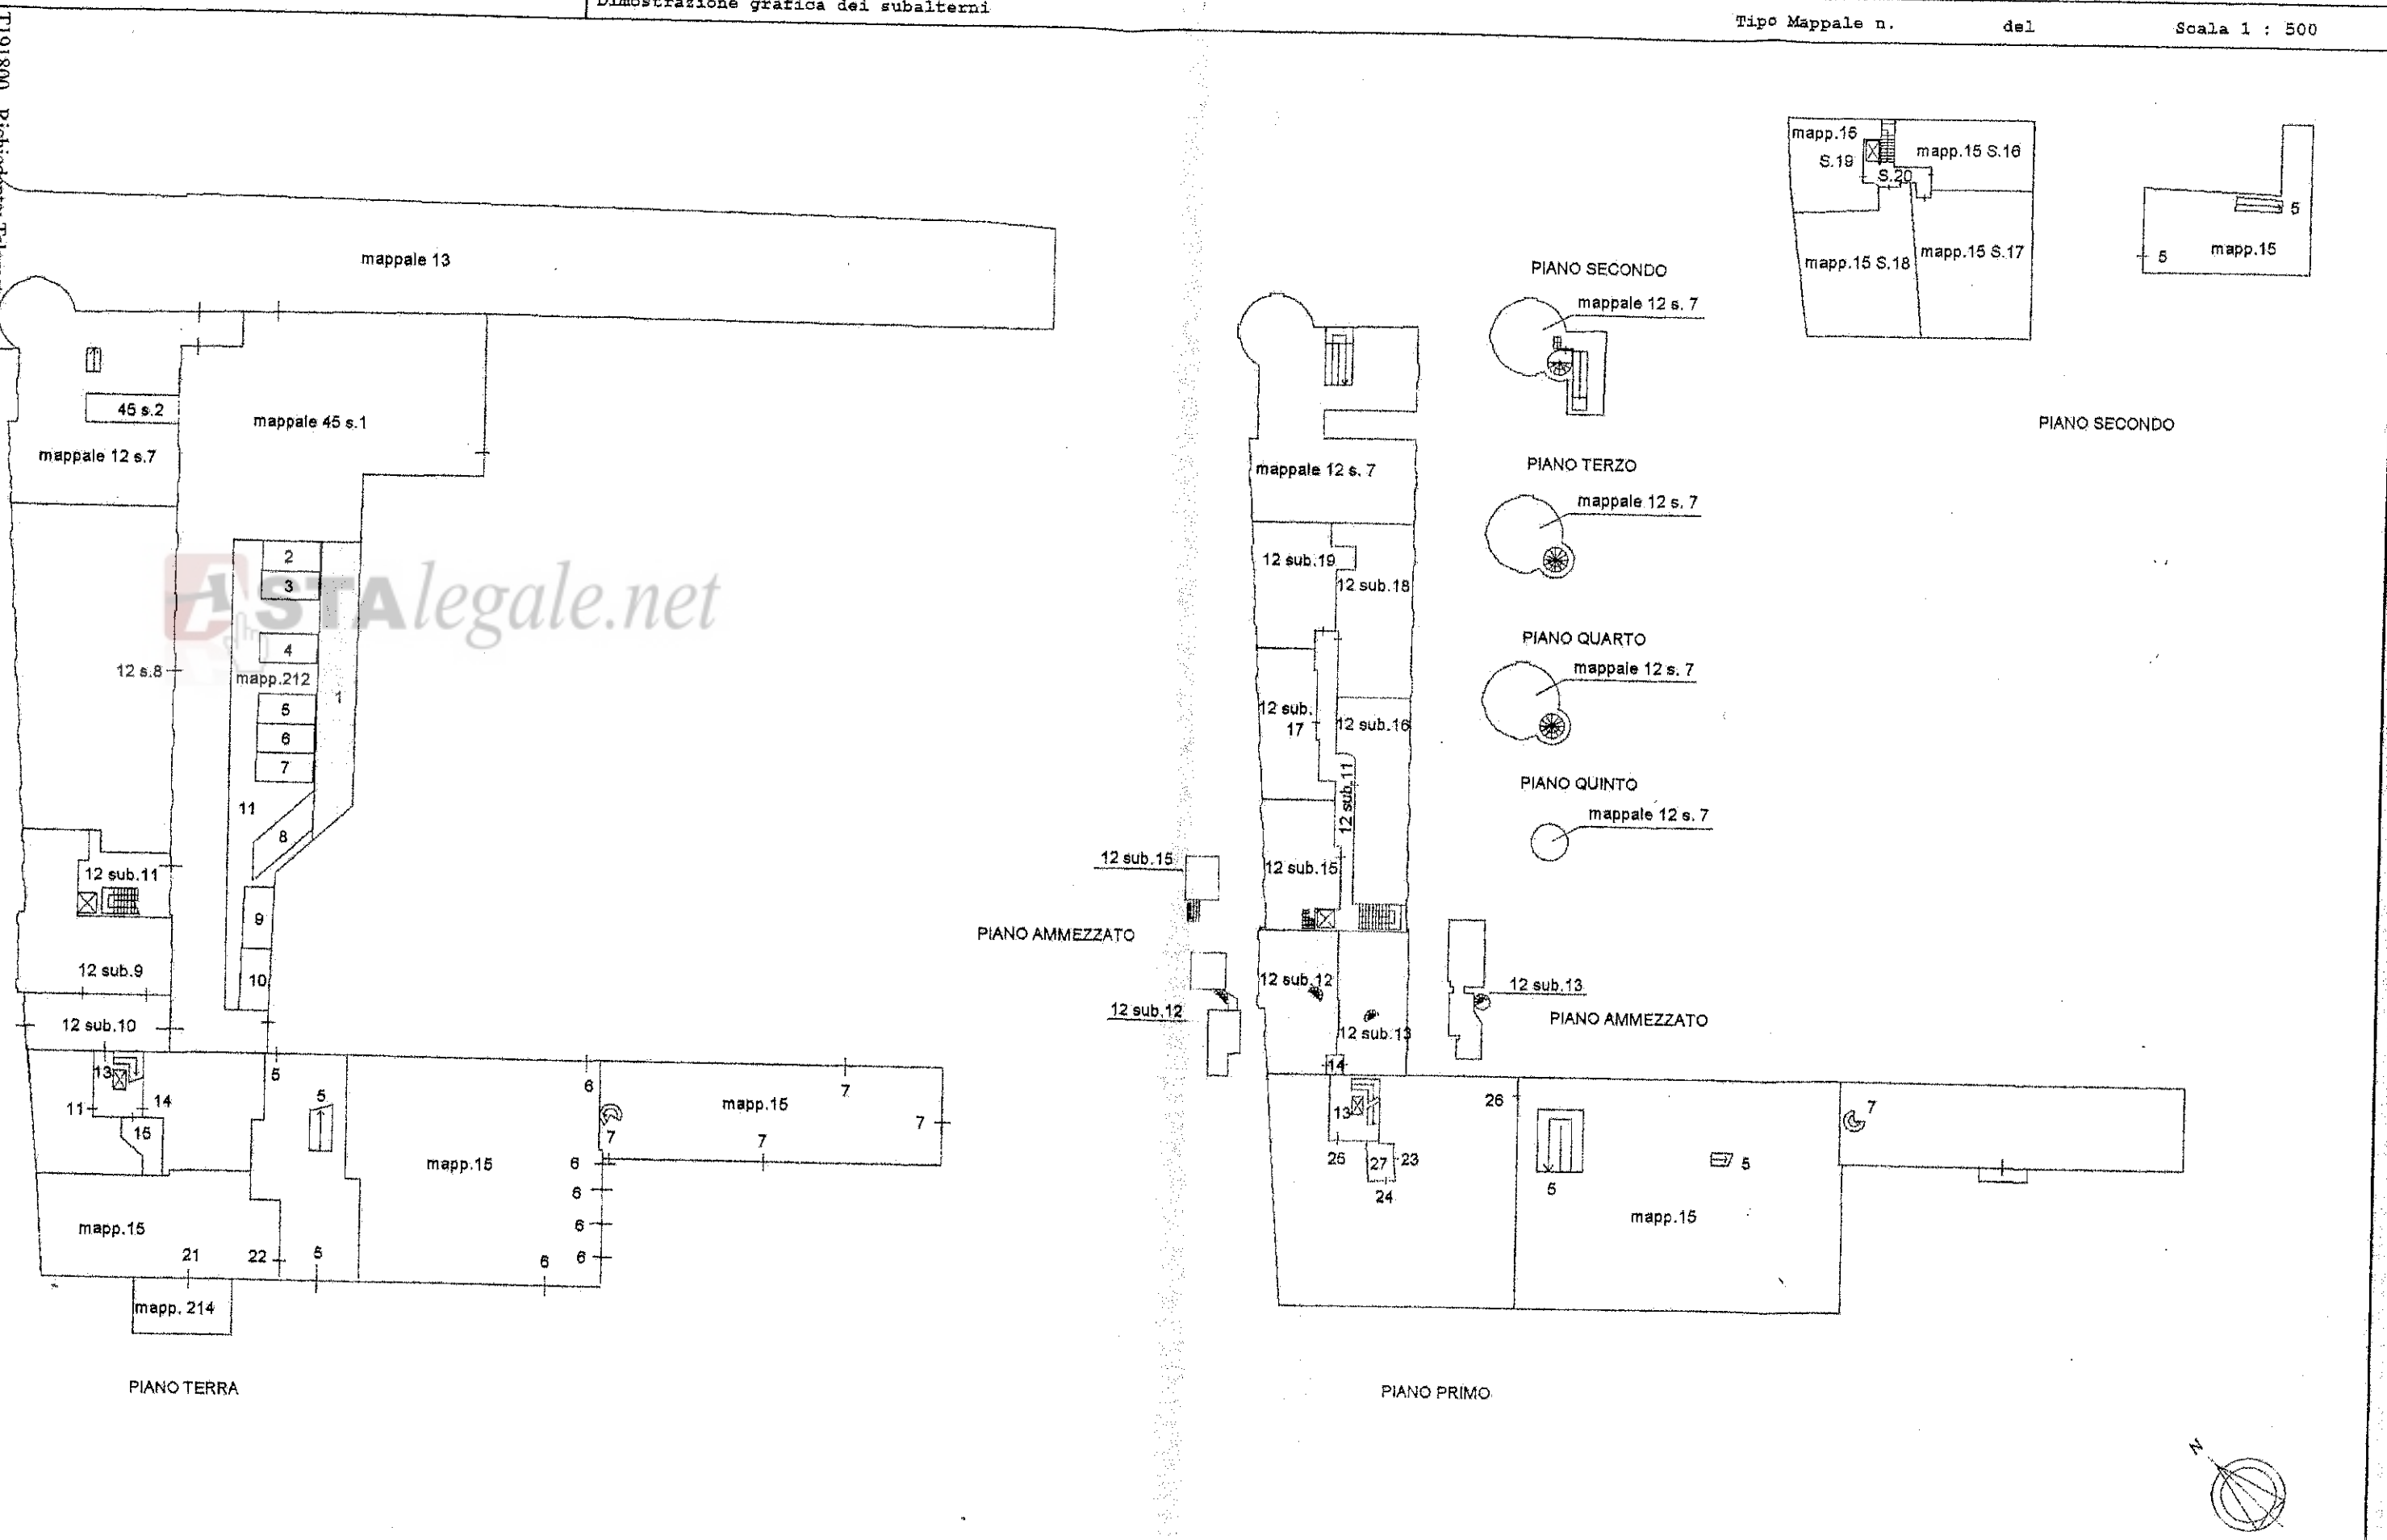 Dimostrazione grafica dei subalterni
Tipo Mappale n. del Scala 1 : 500
mappale 13
45 s.2
mappale 45 s.1
mappale 12 s.7
ASTAlegale.net
2
3
4
mapp.212
1
5
6
7
11
8
9
10
12 s.8
12 sub.11
12 sub.9
12 sub.10
13
11
14
15
5
5
6
7
mapp.15
7
7
7
mapp.15
6
6
6
6
6
mapp.15
21
22
5
mapp. 214
PIANO TERRA
12 sub.15
PIANO AMMEZZATO
12 sub.12
mappale 12 s. 7
12 sub.19
12 sub.18
12 sub.17
12 sub.16
12 sub.11
12 sub.15
12 sub.12
12 sub.13
14
12 sub.13
PIANO AMMEZZATO
13
25
27
23
24
26
5
5
mapp.15
7
PIANO PRIMO
PIANO SECONDO
mappale 12 s. 7
PIANO TERZO
mappale 12 s. 7
PIANO QUARTO
mappale 12 s. 7
PIANO QUINTO
mappale 12 s. 7
mapp.15
S.19
mapp.15 S.16
S.20
mapp.15 S.18
mapp.15 S.17
5
5
mapp.15
PIANO SECONDO
N